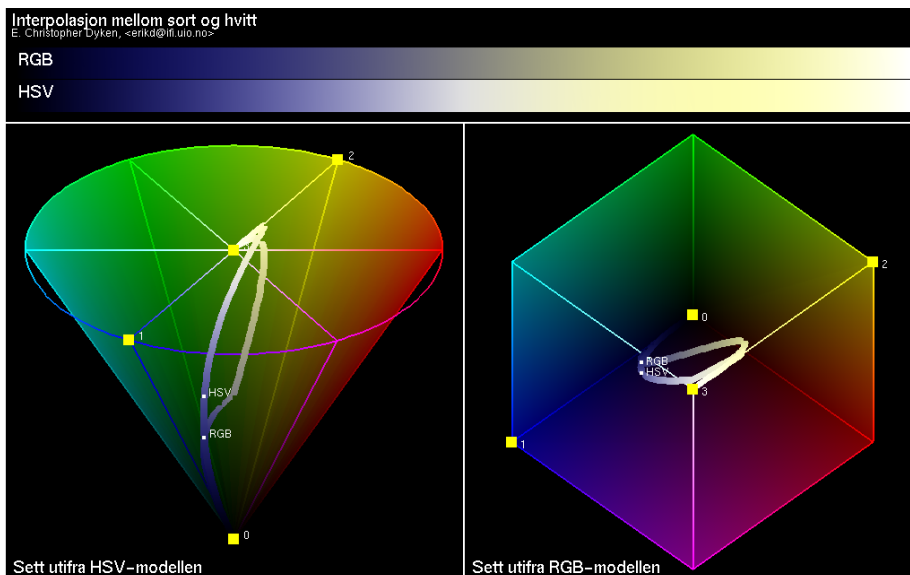 Interpolasjon mellom sort og hvitt
E. Christopher Dyken, <erikd@ifi.uio.no>
RGB
HSV
2
1
HSV
RGB
0
Sett utifra HSV-modellen
2
0
RGB
HSV
3
1
Sett utifra RGB-modellen